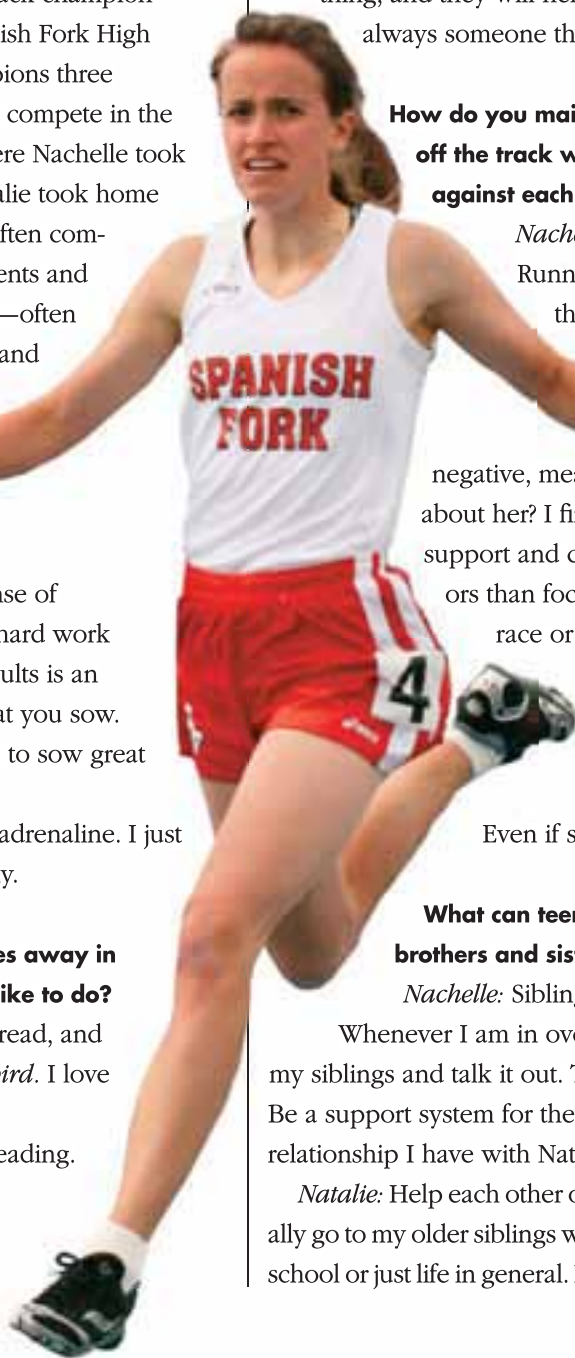 ack champion
ish Fork High
ions three
compete in the
ere Nachelle took
alie took home
ften com-
ents and
—often
and
nse of
hard work
ults is an
at you sow.
to sow great
adrenaline. I just
y.
es away in
ike to do?
read, and
bird. I love
eading.
SPANISH
FORK
4
thing, and they will hel
always someone th
How do you mai
off the track w
against each
Nache
Runn
th
negative, mea
about her? I fi
support and c
ors than foc
race or
Even if s
What can teen
brothers and sist
Nachelle: Sibling
Whenever I am in ove
my siblings and talk it out. T
Be a support system for the
relationship I have with Nat
Natalie: Help each other o
ally go to my older siblings w
school or just life in general.